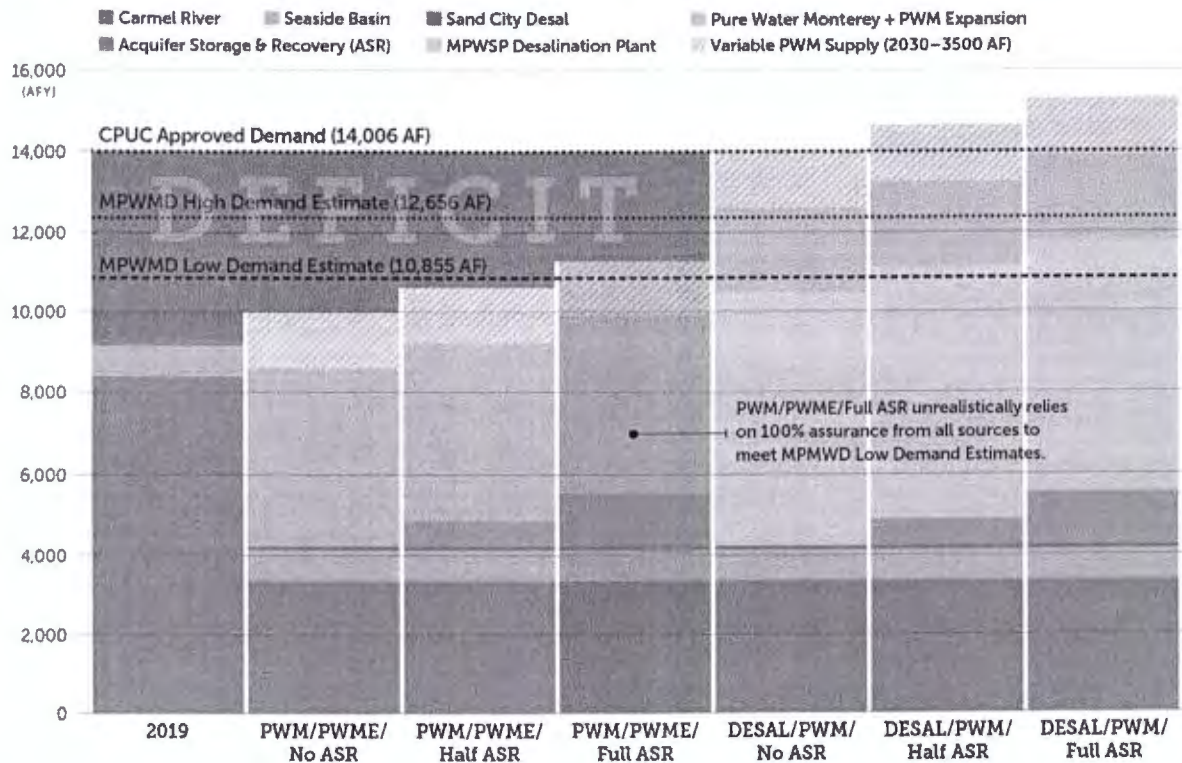 Carmel River Seaside Basin Sand City Desal Pure Water Monterey + PWM Expansion
Acquifer Storage & Recovery (ASR) MPWSP Desalination Plant Variable PWM Supply (2030–3500 AF)
16,000
(AFY)
CPUC Approved Demand (14,006 AF)
14,000
DEFICIT
MPWMD High Demand Estimate (12,656 AF)
12,000
MPWMD Low Demand Estimate (10,855 AF)
10,000
8,000
PWM/PWME/Full ASR unrealistically relies
on 100% assurance from all sources to
meet MPMWD Low Demand Estimates.
6,000
4,000
2,000
0
2019 PWM/PWME/ PWM/PWME/ PWM/PWME/ DESAL/PWM/ DESAL/PWM/ DESAL/PWM/
No ASR Half ASR Full ASR No ASR Half ASR Full ASR